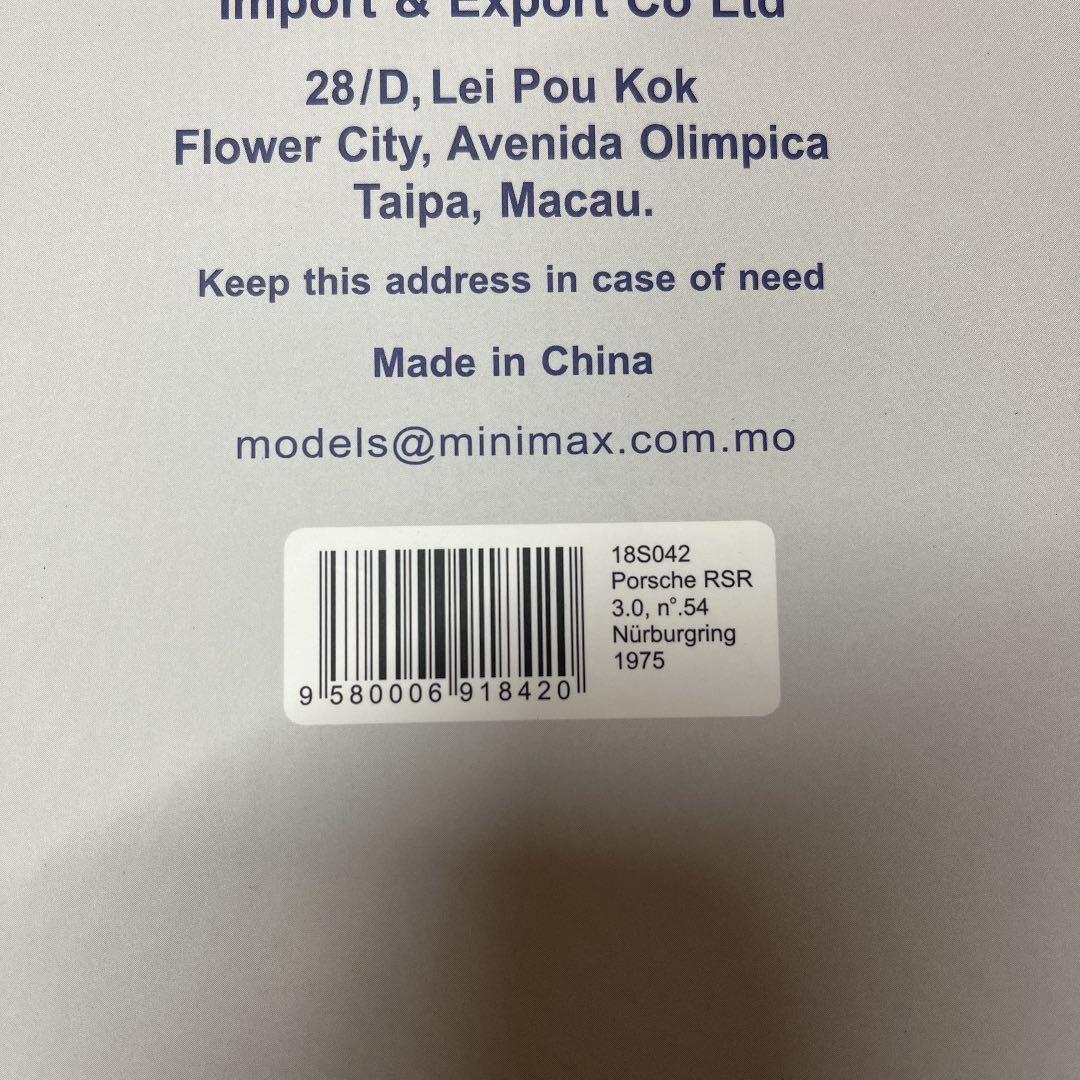 Import & Export Co Ltd
28/D, Lei Pou Kok
Flower City, Avenida Olimpica
Taipa, Macau.
Keep this address in case of need
Made in China
models@minimax.com.mo
18S042
Porsche RSR
3.0, n°.54
Nürburgring
1975
9 580006 918420